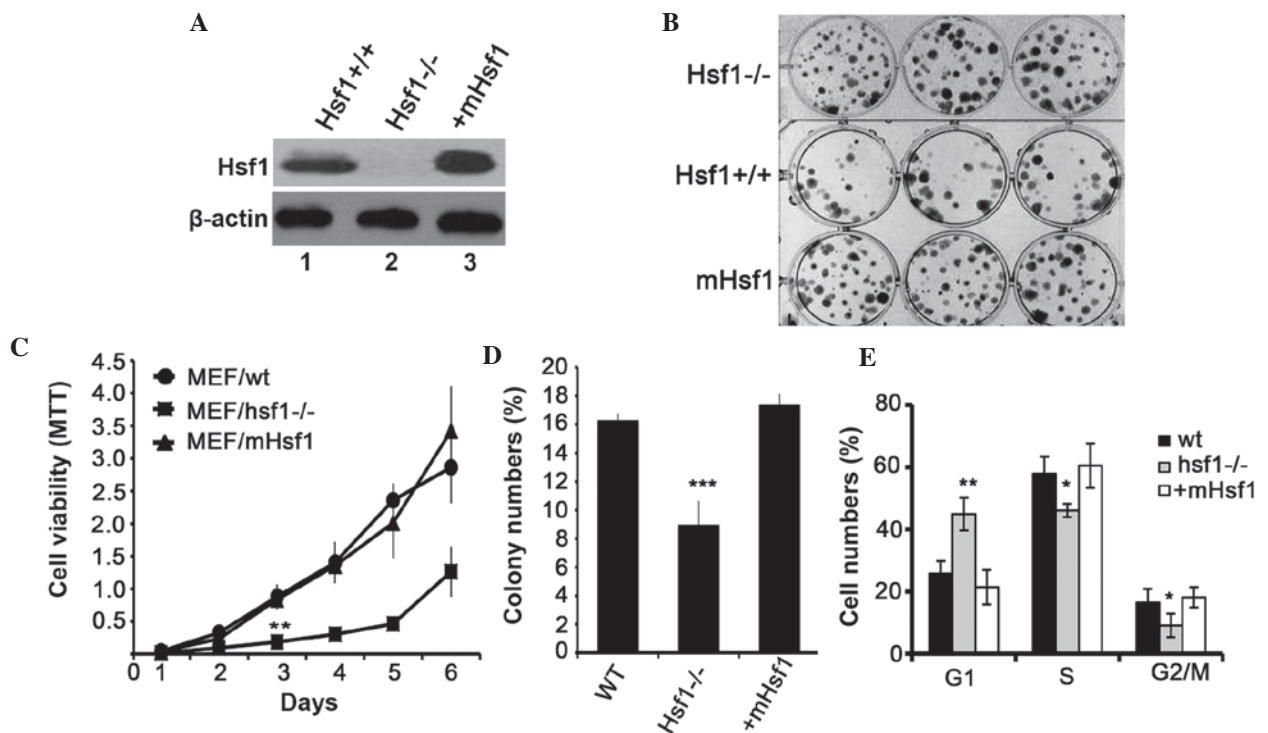 A
Hsf1+/+
Hsf1-/-
+mHsf1
Hsf1
β-actin
1 2 3
B
Hsf1-/-
Hsf1+/+
mHsf1
C
Cell viability (MTT)
4.5
4.0
3.5
3.0
2.5
2.0
1.5
1.0
0.5
MEF/wt
MEF/hsf1-/-
MEF/mHsf1
**
0 1 2 3 4 5 6
Days
D
Colony numbers (%)
20
18
16
14
12
10
8
6
4
2
0
***
WT
Hsf1-/-
+mHsf1
E
Cell numbers (%)
80
60
40
20
0
**
*
*
wt
hsf1-/-
+mHsf1
G1 S G2/M